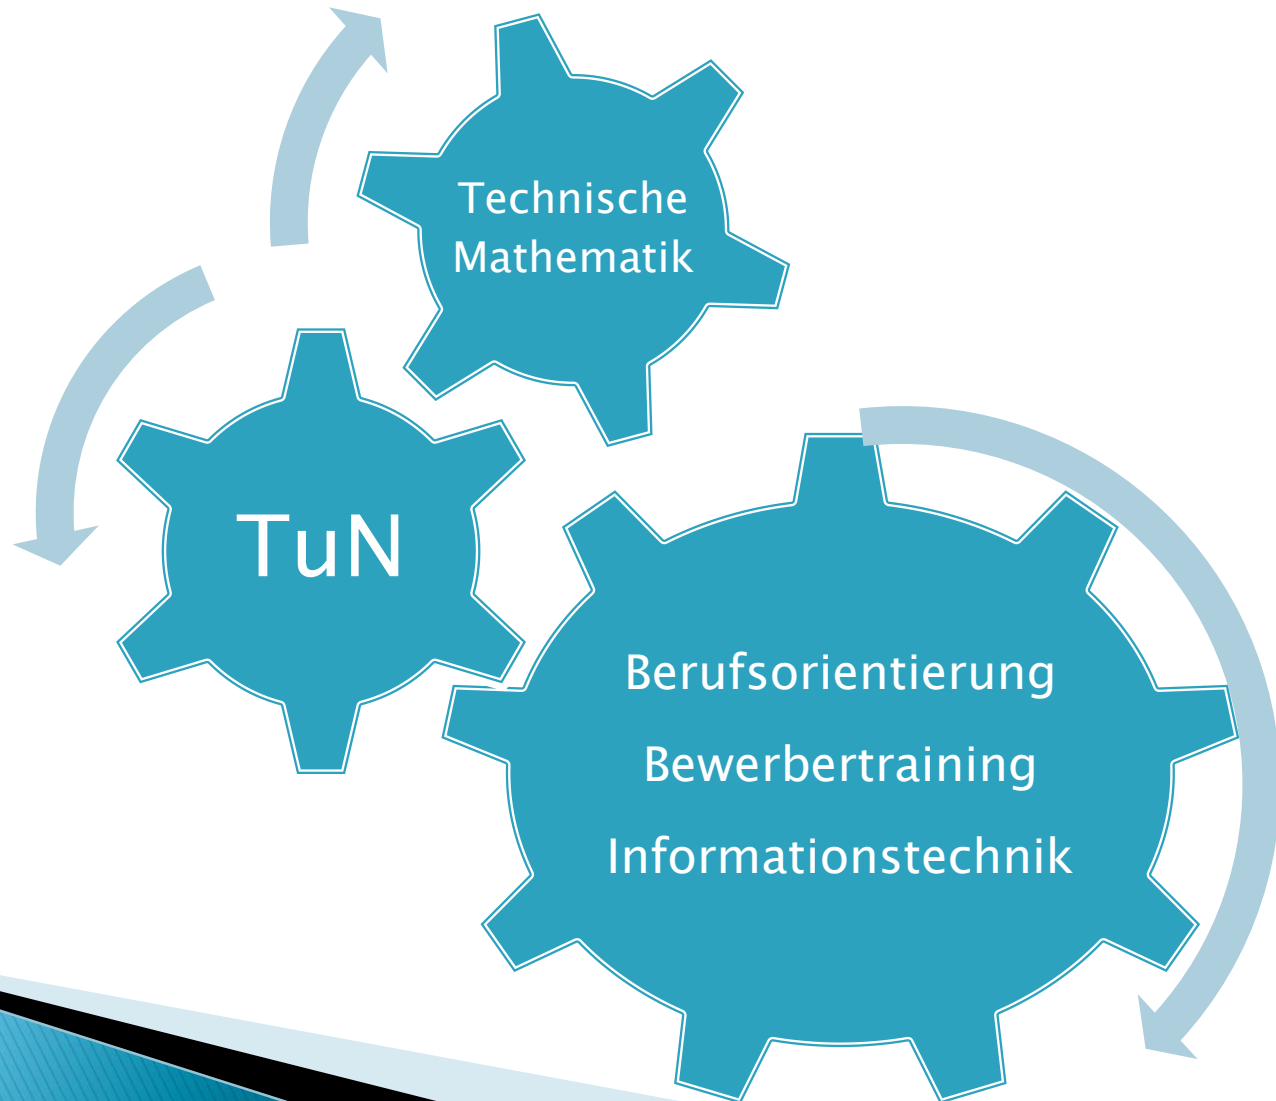 Technische
Mathematik
TuN
Berufsorientierung
Bewerbertraining
Informationstechnik